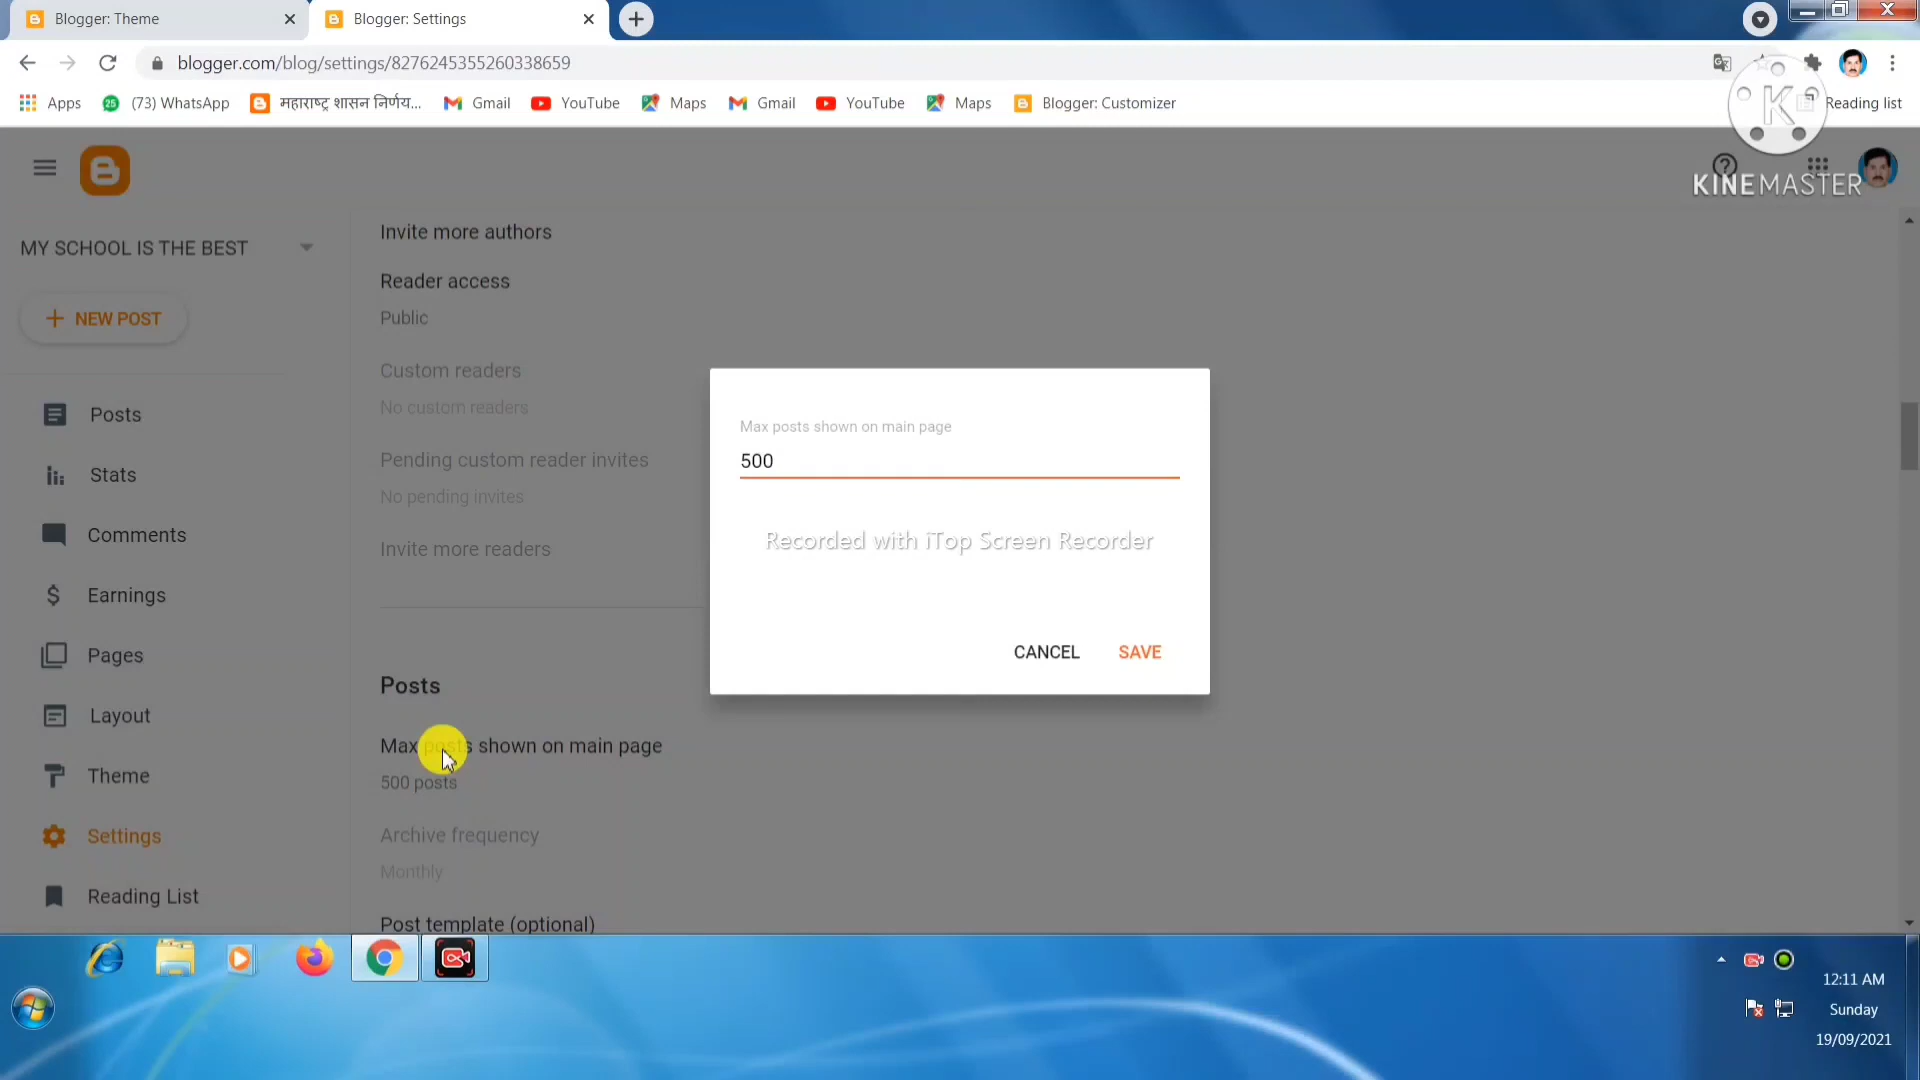 Blogger: Theme
Blogger: Settings
blogger.com/blog/settings/8276245355260338659
Apps
(73) WhatsApp
महाराष्ट्र शासन निर्णय...
Gmail
YouTube
Maps
Gmail
YouTube
Maps
Blogger: Customizer
Reading list
K
KINEMASTER
MY SCHOOL IS THE BEST
NEW POST
Posts
Stats
Comments
Earnings
Pages
Layout
Theme
Settings
Reading List
Invite more authors
Reader access
Public
Custom readers
No custom readers
Pending custom reader invites
No pending invites
Invite more readers
Posts
Max posts shown on main page
500 posts
Archive frequency
Monthly
Post template (optional)
Max posts shown on main page
500
Recorded with iTop Screen Recorder
CANCEL
SAVE
12:11 AM
Sunday
19/09/2021